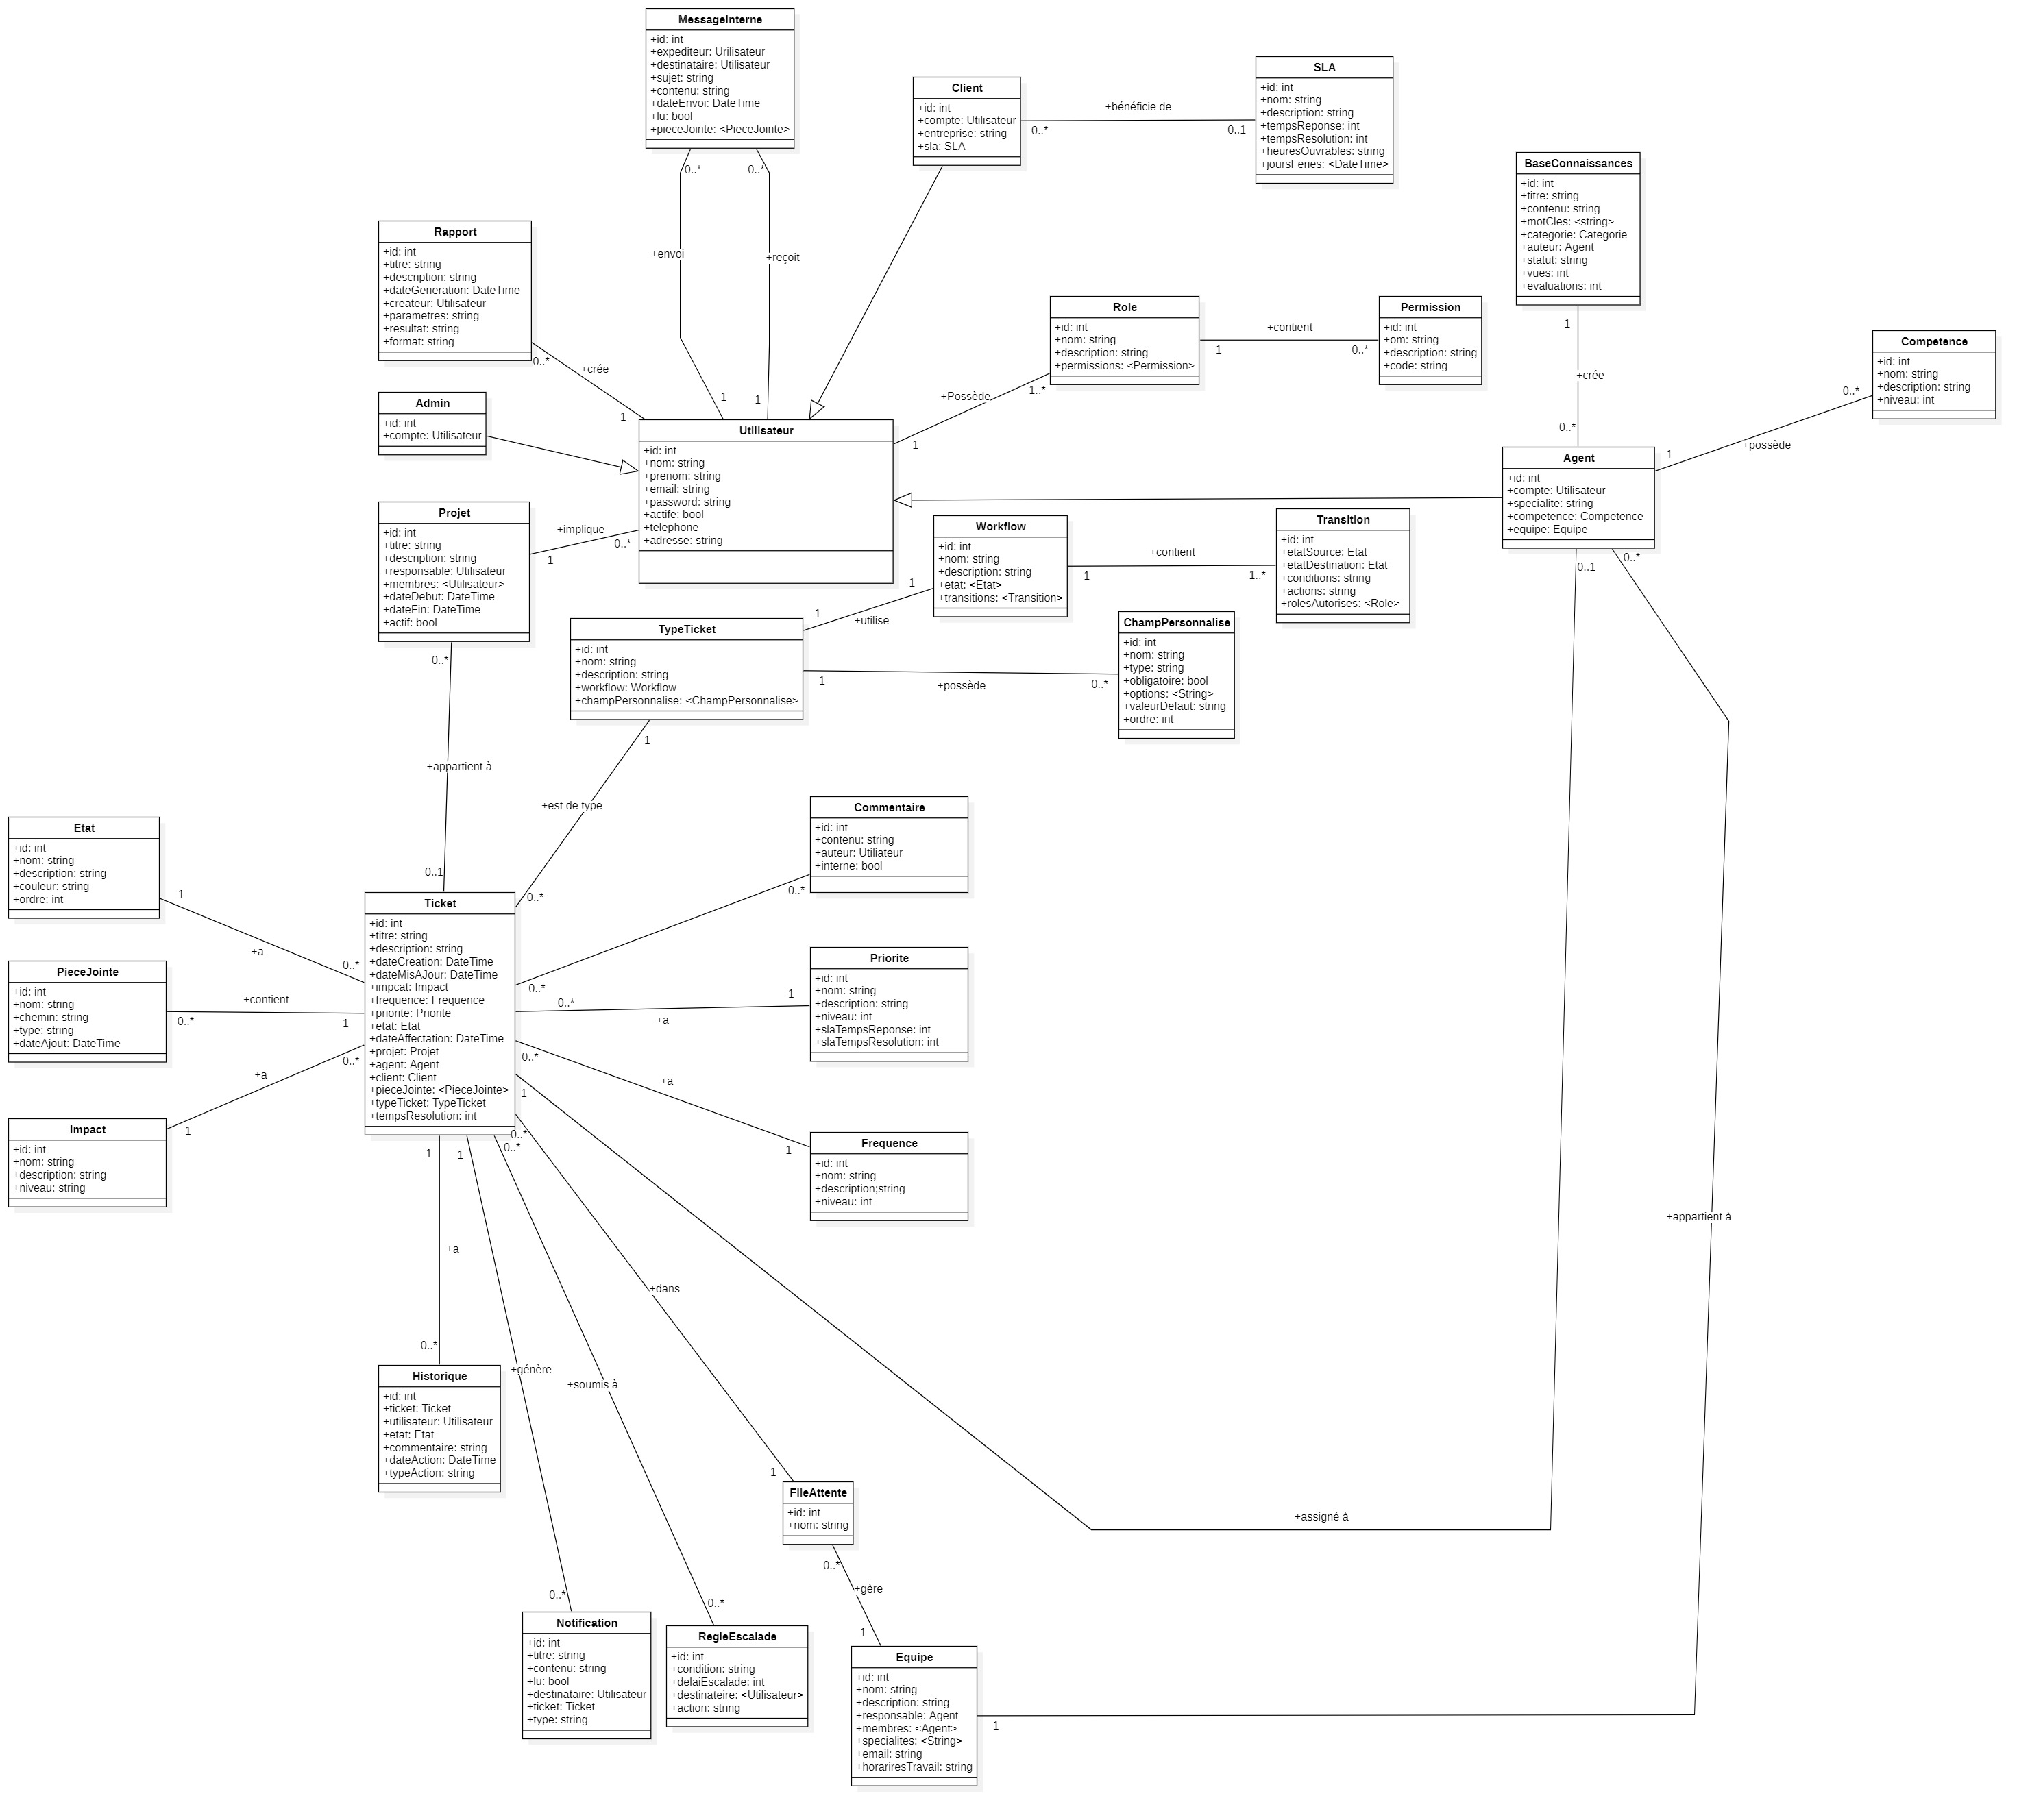 MessageInterne
+id: int
+expediteur: Urilisateur
+destinataire: Utilisateur
+sujet: string
+contenu: string
+dateEnvoi: DateTime
+lu: bool
+pieceJointe: <PieceJointe>
0..*
0..*
+envoi
+reçoit
1
1
Client
+id: int
+compte: Utilisateur
+entreprise: string
+sla: SLA
+bénéficie de
0..*
0..1
SLA
+id: int
+nom: string
+description: string
+tempsReponse: int
+tempsResolution: int
+heuresOuvrables: string
+joursFeries: <DateTime>
BaseConnaissances
+id: int
+titre: string
+contenu: string
+motCles: <string>
+categorie: Categorie
+auteur: Agent
+statut: string
+vues: int
+evaluations: int
1
+crée
0..*
Rapport
+id: int
+titre: string
+description: string
+dateGeneration: DateTime
+createur: Utilisateur
+parametres: string
+resultat: string
+format: string
0..*
+crée
1
Role
+id: int
+nom: string
+description: string
+permissions: <Permission>
+contient
1
0..*
Permission
+id: int
+om: string
+description: string
+code: string
+Possède
1..*
1
Competence
+id: int
+nom: string
+description: string
+niveau: int
0..*
+possède
1
Admin
+id: int
+compte: Utilisateur
Utilisateur
+id: int
+nom: string
+prenom: string
+email: string
+password: string
+actife: bool
+telephone
+adresse: string
Agent
+id: int
+compte: Utilisateur
+specialite: string
+competence: Competence
+equipe: Equipe
0..1
0..*
Projet
+id: int
+titre: string
+description: string
+responsable: Utilisateur
+membres: <Utilisateur>
+dateDebut: DateTime
+dateFin: DateTime
+actif: bool
+implique
1
0..*
Workflow
+id: int
+nom: string
+description: string
+etat: <Etat>
+transitions: <Transition>
+contient
1
1..*
Transition
+id: int
+etatSource: Etat
+etatDestination: Etat
+conditions: string
+actions: string
+rolesAutorises: <Role>
1
1
+utilise
TypeTicket
+id: int
+nom: string
+description: string
+workflow: Workflow
+champPersonnalise: <ChampPersonnalise>
1
+possède
0..*
ChampPersonnalise
+id: int
+nom: string
+type: string
+obligatoire: bool
+options: <String>
+valeurDefaut: string
+ordre: int
0..*
+appartient à
0..1
1
+est de type
0..*
Etat
+id: int
+nom: string
+description: string
+couleur: string
+ordre: int
1
+a
0..*
Commentaire
+id: int
+contenu: string
+auteur: Utiliateur
+interne: bool
0..*
0..*
Ticket
+id: int
+titre: string
+description: string
+dateCreation: DateTime
+dateMisAJour: DateTime
+impcat: Impact
+frequence: Frequence
+priorite: Priorite
+etat: Etat
+dateAffectation: DateTime
+projet: Projet
+agent: Agent
+client: Client
+pieceJointe: <PieceJointe>
+typeTicket: TypeTicket
+tempsResolution: int
PieceJointe
+id: int
+nom: string
+chemin: string
+type: string
+dateAjout: DateTime
+contient
0..*
1
Priorite
+id: int
+nom: string
+description: string
+niveau: int
+slaTempsReponse: int
+slaTempsResolution: int
0..*
1
+a
Impact
+id: int
+nom: string
+description: string
+niveau: string
0..*
+a
1
Frequence
+id: int
+nom: string
+description;string
+niveau: int
0..*
+a
1
1
0..*
0..*
1
1
+a
0..*
+dans
1
+génère
0..*
+soumis à
0..*
+appartient à
+assigné à
Historique
+id: int
+ticket: Ticket
+utilisateur: Utilisateur
+etat: Etat
+commentaire: string
+dateAction: DateTime
+typeAction: string
FileAttente
+id: int
+nom: string
0..*
+gère
1
Notification
+id: int
+titre: string
+contenu: string
+lu: bool
+destinataire: Utilisateur
+ticket: Ticket
+type: string
RegleEscalade
+id: int
+condition: string
+delaiEscalade: int
+destinateire: <Utilisateur>
+action: string
Equipe
+id: int
+nom: string
+description: string
+responsable: Agent
+membres: <Agent>
+specialites: <String>
+email: string
+horariresTravail: string
1